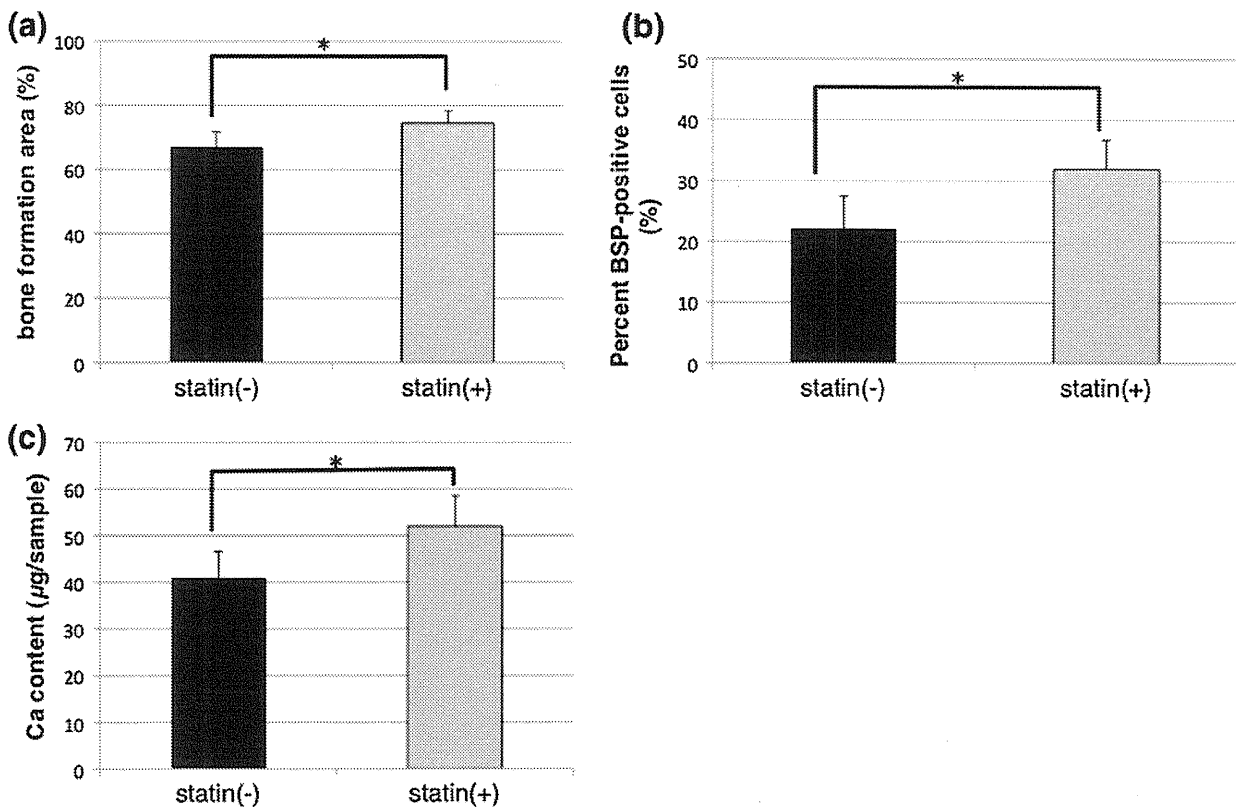 (a)
bone formation area (%)
100
80
60
40
20
0
*
statin(-) statin(+)
(b)
Percent BSP-positive cells
(%)
50
40
30
20
10
0
*
statin(-) statin(+)
(c)
Ca content (µg/sample)
70
60
50
40
30
20
10
0
*
statin(-) statin(+)